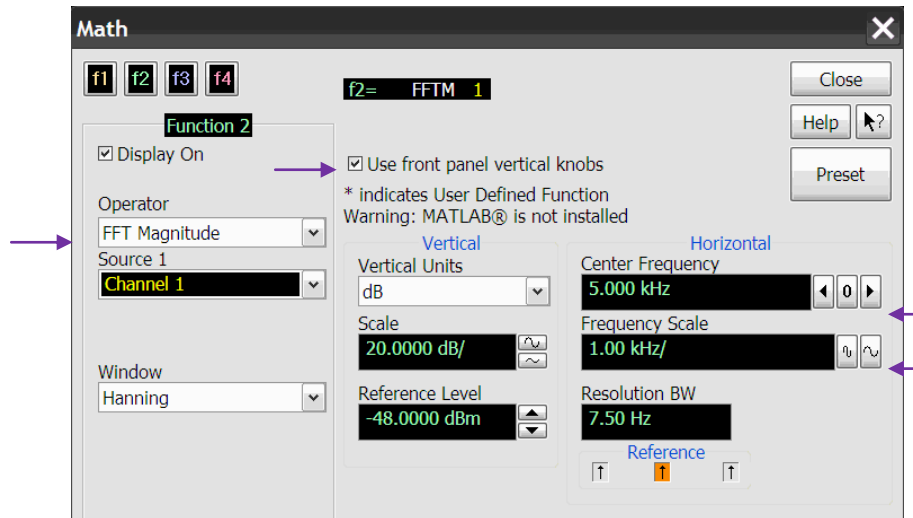 Math
f1 f2 f3 f4
f2= FFTM 1
Close
Function 2
Help ?
Display On
Use front panel vertical knobs
Preset
* indicates User Defined Function
Operator
Warning: MATLAB® is not installed
FFT Magnitude
Vertical
Horizontal
Source 1
Vertical Units
Center Frequency
Channel 1
dB
5.000 kHz
0
Scale
Frequency Scale
20.0000 dB/
1.00 kHz/
Window
Hanning
Reference Level
Resolution BW
-48.0000 dBm
7.50 Hz
Reference